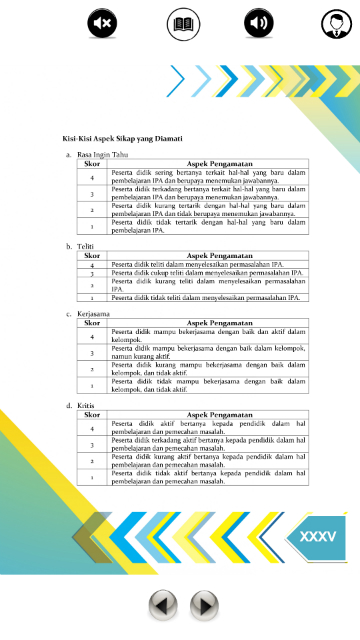 Kisi-Kisi Aspek Sikap yang Diamati
a. Rasa Ingin Tahu
Skor Aspek Pengamatan
4 Peserta didik sering bertanya terkait hal-hal yang baru dalam
pembelajaran IPA dan berupaya menemukan jawabannya.
3 Peserta didik terkadang bertanya terkait hal-hal yang baru dalam
pembelajaran IPA dan berupaya menemukan jawabannya.
2 Peserta didik kurang tertarik dengan hal-hal yang baru dalam
pembelajaran IPA dan tidak berupaya menemukan jawabannya.
1 Peserta didik tidak tertarik dengan hal-hal yang baru dalam
pembelajaran IPA.
b. Teliti
Skor Aspek Pengamatan
4 Peserta didik teliti dalam menyelesaikan permasalahan IPA.
3 Peserta didik cukup teliti dalam menyelesaikan permasalahan IPA.
2 Peserta didik kurang teliti dalam menyelesaikan permasalahan
IPA.
1 Peserta didik tidak teliti dalam menyelesaikan permasalahan IPA.
c. Kerjasama
Skor Aspek Pengamatan
4 Peserta didik mampu bekerjasama dengan baik dan aktif dalam
kelompok.
3 Peserta didik mampu bekerjasama dengan baik dalam kelompok,
namun kurang aktif.
2 Peserta didik kurang mampu bekerjasama dengan baik dalam
kelompok, dan tidak aktif.
1 Peserta didik tidak mampu bekerjasama dengan baik dalam
kelompok, dan tidak aktif.
d. Kritis
Skor Aspek Pengamatan
4 Peserta didik aktif bertanya kepada pendidik dalam hal
pembelajaran dan pemecahan masalah.
3 Peserta didik terkadang aktif bertanya kepada pendidik dalam hal
pembelajaran dan pemecahan masalah.
2 Peserta didik kurang aktif bertanya kepada pendidik dalam hal
pembelajaran dan pemecahan masalah.
1 Peserta didik tidak aktif bertanya kepada pendidik dalam hal
pembelajaran dan pemecahan masalah.
XXXV